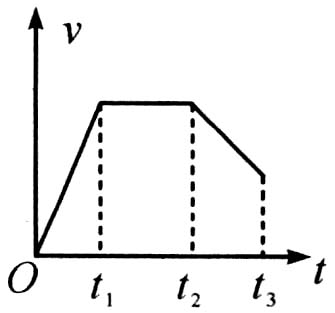 v
O t₁ t₂ t₃ t